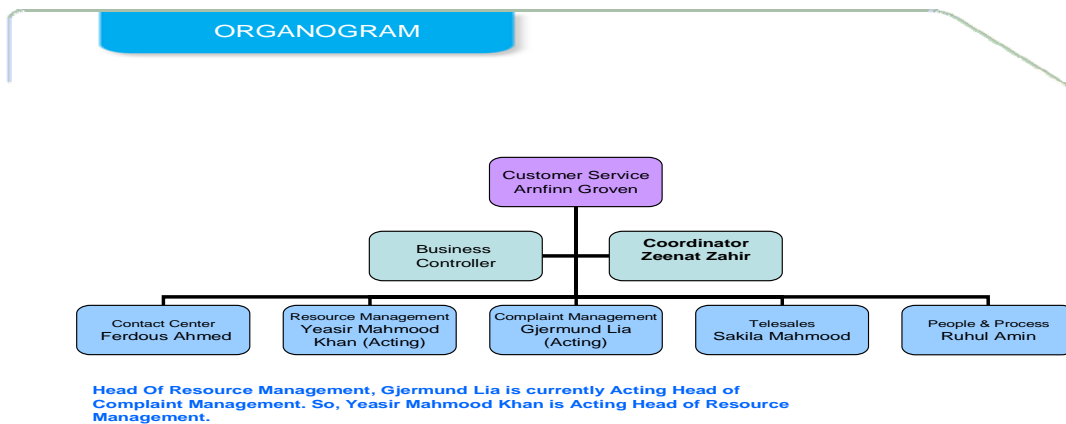 ORGANOGRAM
Customer Service
Arnfinn Groven
Business
Controller
Coordinator
Zeenat Zahir
Contact Center
Ferdous Ahmed
Resource Management
Yeasir Mahmood
Khan (Acting)
Complaint Management
Gjermund Lia
(Acting)
Telesales
Sakila Mahmood
People & Process
Ruhul Amin
Head Of Resource Management, Gjermund Lia is currently Acting Head of
Complaint Management. So, Yeasir Mahmood Khan is Acting Head of Resource
Management.